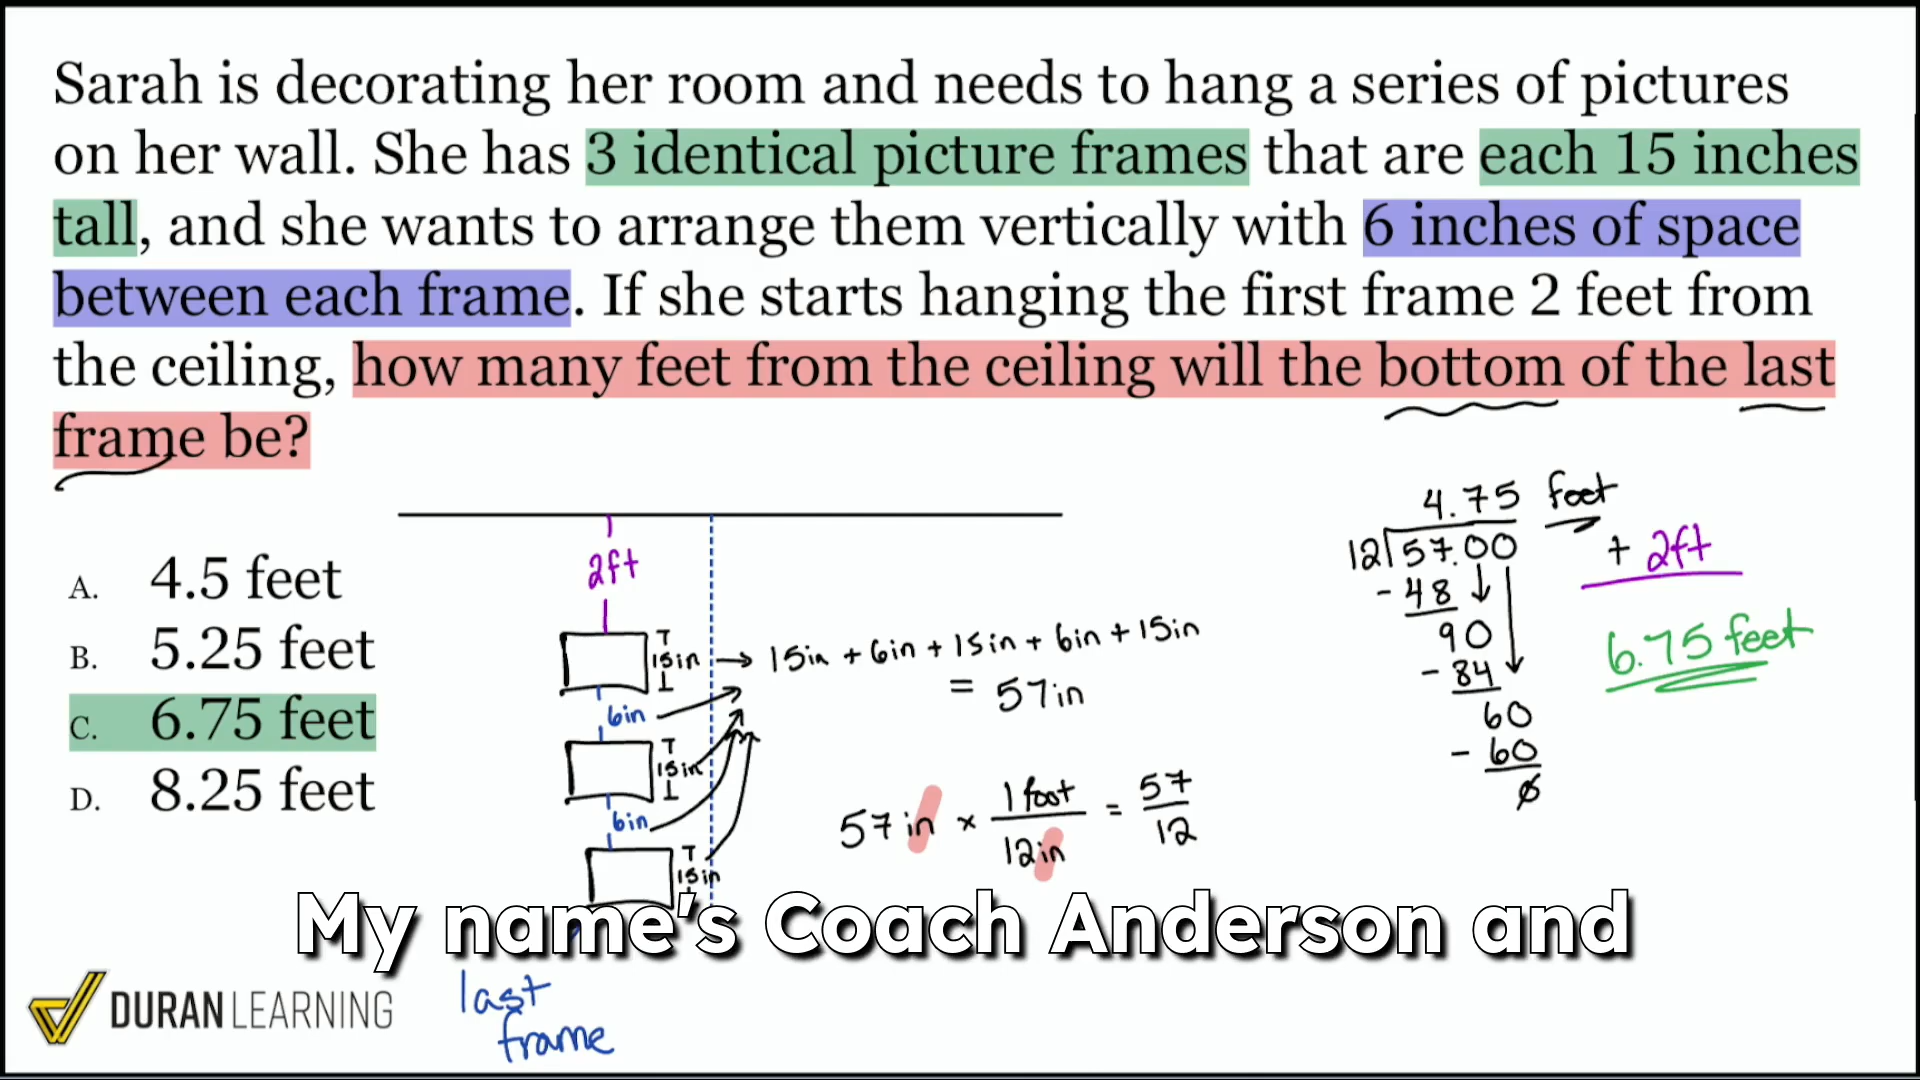 Sarah is decorating her room and needs to hang a series of pictures
on her wall. She has 3 identical picture frames that are each 15 inches
tall, and she wants to arrange them vertically with 6 inches of space
between each frame. If she starts hanging the first frame 2 feet from
the ceiling, how many feet from the ceiling will the bottom of the last
frame be?
A. 4.5 feet
B. 5.25 feet
C. 6.75 feet
D. 8.25 feet
2ft
15in
6in
15in
6in
15in
last
frame
15in + 6in + 15in + 6in + 15in
= 57in
57in × 1 foot / 12in = 57 / 12
4.75 feet
12 57.00
- 48
90
- 84
60
- 60
0
+ 2ft
6.75 feet
My name's Coach Anderson and
DURAN LEARNING